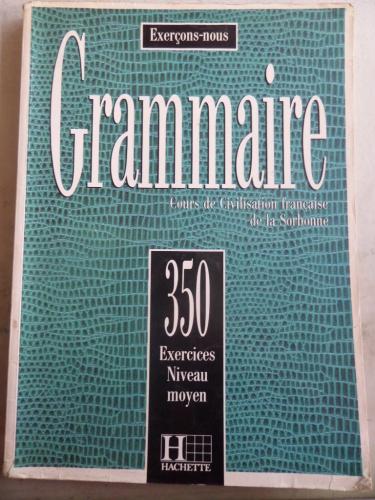 Exerçons-nous
Grammaire
Cours de Civilisation française
de la Sorbonne
350
Exercices
Niveau
moyen
H
HACHETTE